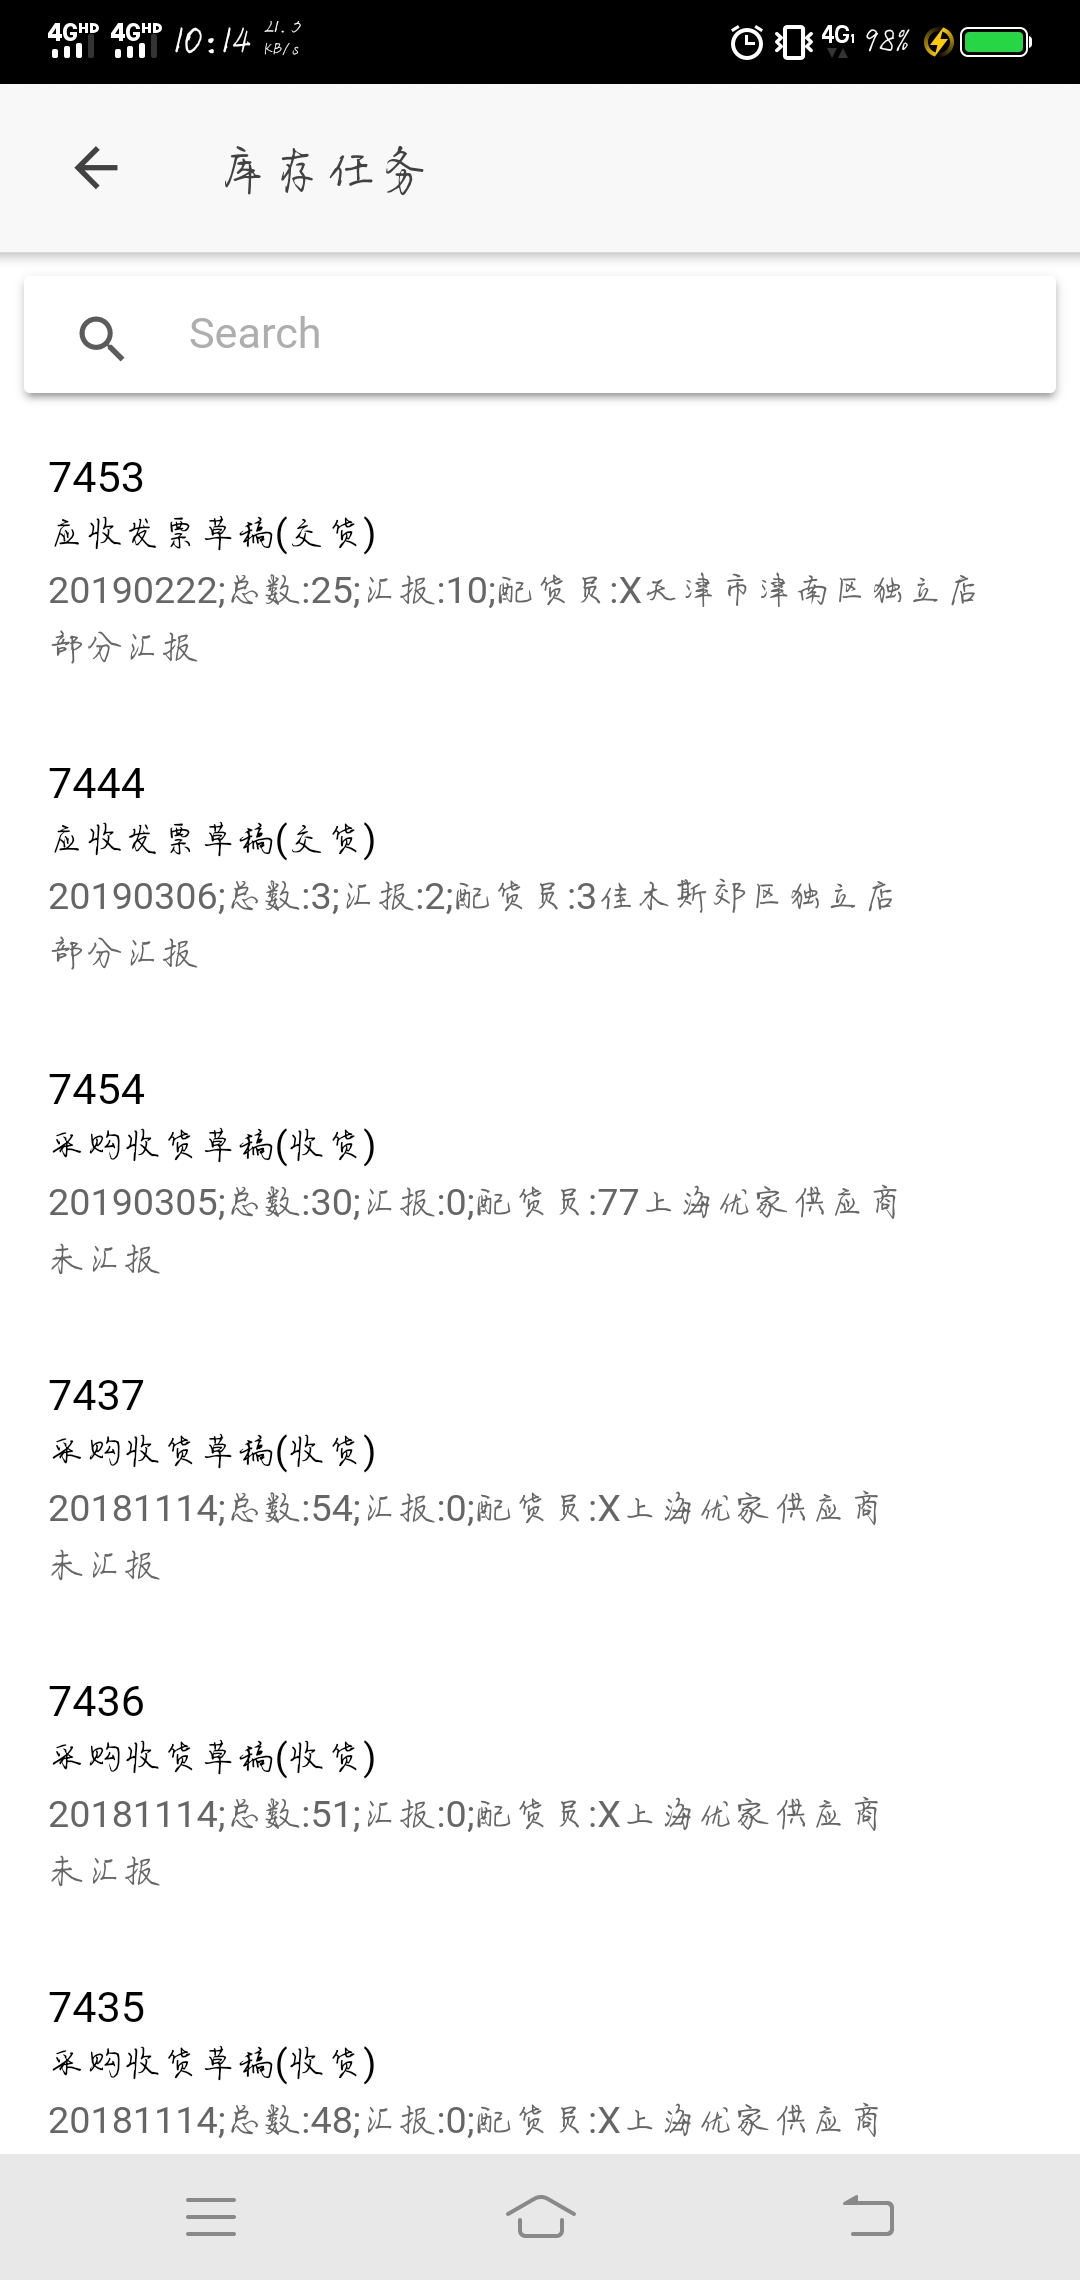 4GHD 4GHD 10:14 21.3 KB/s 4G1 98%
库存任务
Search
7453
应收发票草稿(交货)
20190222;总数:25;汇报:10;配货员:X天津市津南区独立店
部分汇报
7444
应收发票草稿(交货)
20190306;总数:3;汇报:2;配货员:3佳木斯郊区独立店
部分汇报
7454
采购收货草稿(收货)
20190305;总数:30;汇报:0;配货员:77上海优家供应商
未汇报
7437
采购收货草稿(收货)
20181114;总数:54;汇报:0;配货员:X上海优家供应商
未汇报
7436
采购收货草稿(收货)
20181114;总数:51;汇报:0;配货员:X上海优家供应商
未汇报
7435
采购收货草稿(收货)
20181114;总数:48;汇报:0;配货员:X上海优家供应商